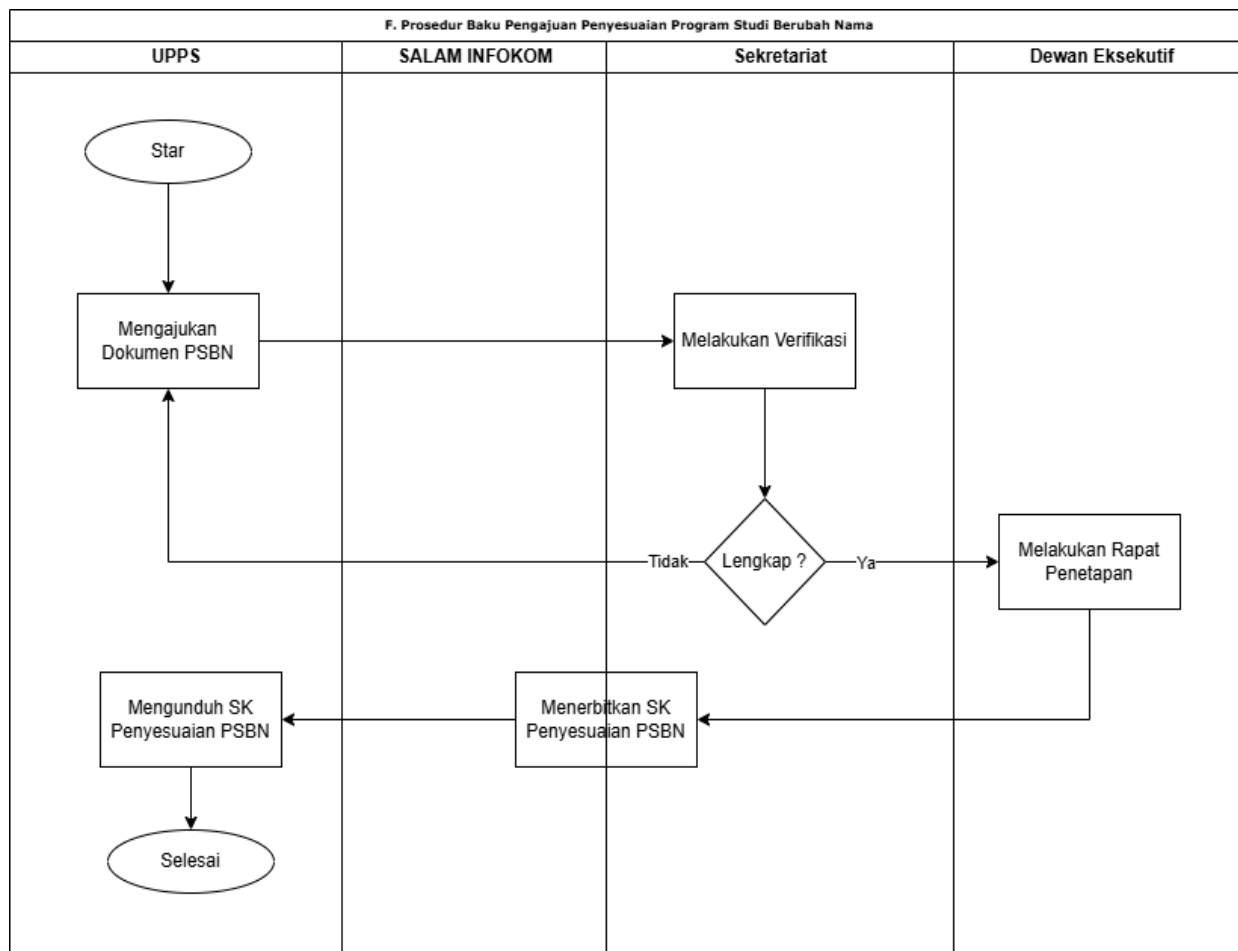 F. Prosedur Baku Pengajuan Penyesuaian Program Studi Berubah Nama
UPPS
SALAM INFOKOM
Sekretariat
Dewan Eksekutif
Star
Mengajukan
Dokumen PSBN
Melakukan Verifikasi
Tidak
Lengkap ?
Ya
Melakukan Rapat
Penetapan
Mengunduh SK
Penyesuaian PSBN
Menerbitkan SK
Penyesuaian PSBN
Selesai